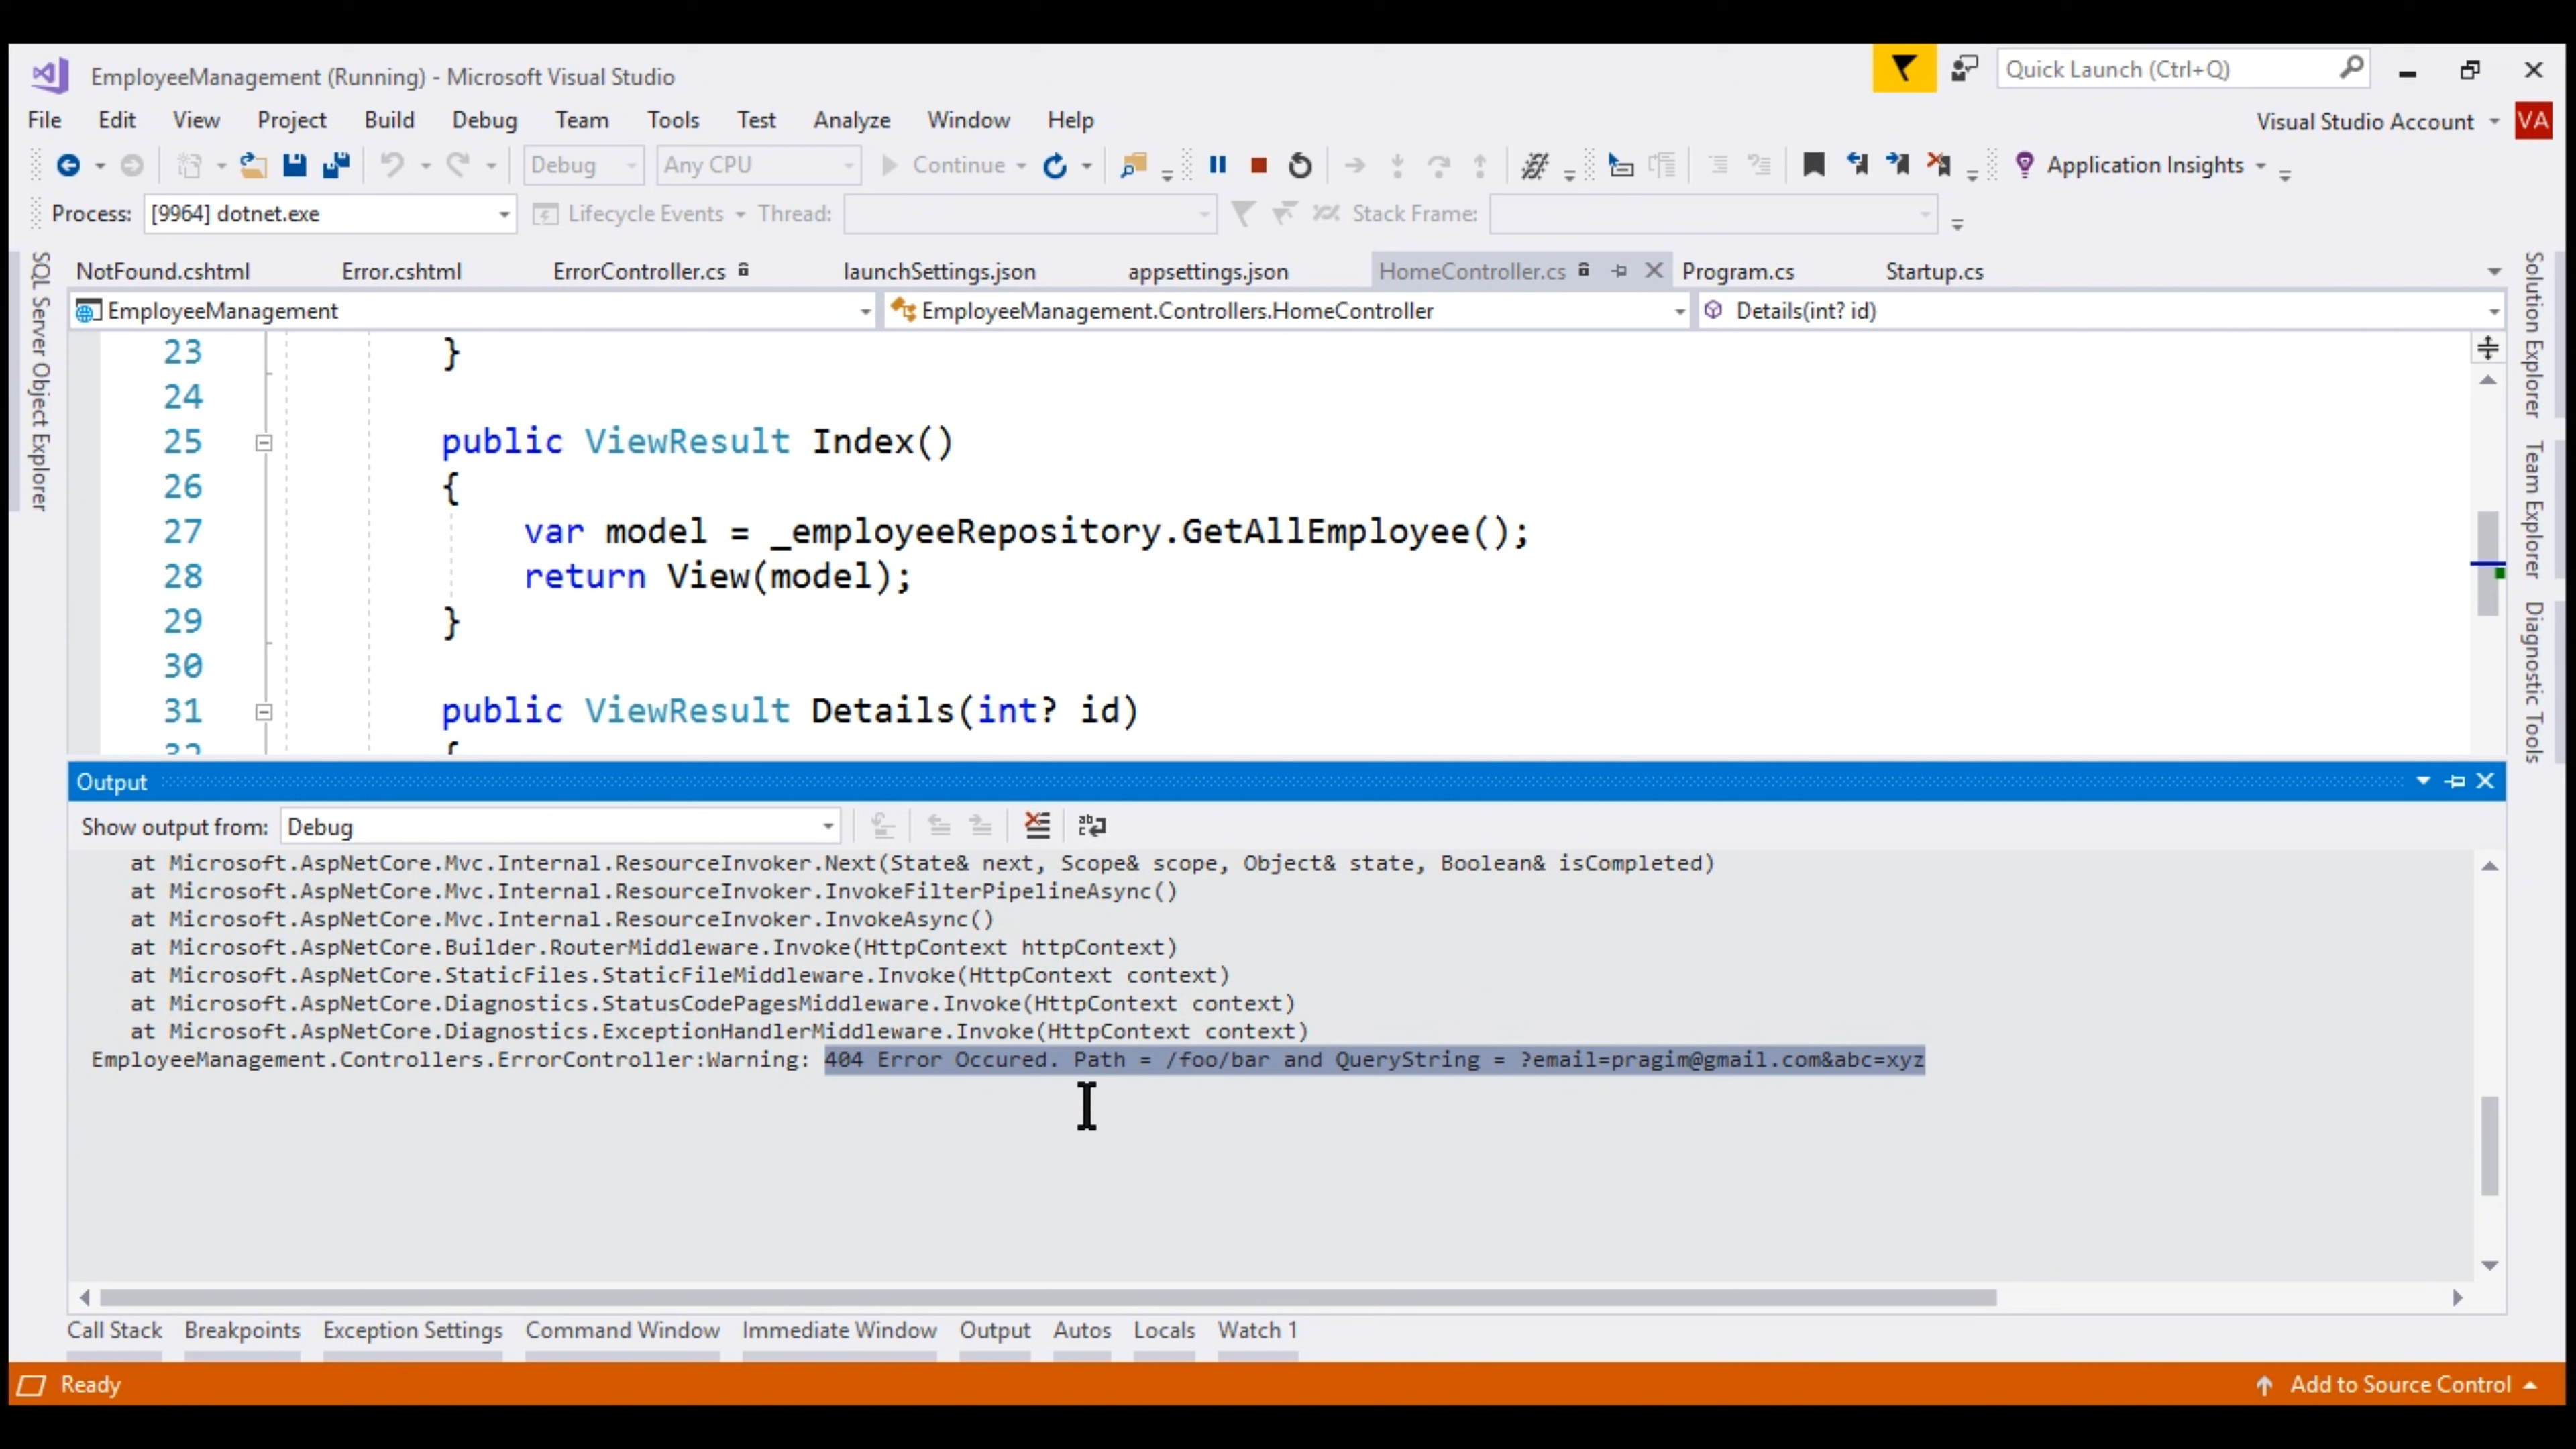 EmployeeManagement (Running) - Microsoft Visual Studio
Quick Launch (Ctrl+Q)
File Edit View Project Build Debug Team Tools Test Analyze Window Help
Visual Studio Account VA
Debug Any CPU Continue Application Insights
Process: [9964] dotnet.exe Lifecycle Events Thread: Stack Frame:
NotFound.cshtml Error.cshtml ErrorController.cs launchSettings.json appsettings.json HomeController.cs Program.cs Startup.cs
EmployeeManagement EmployeeManagement.Controllers.HomeController Details(int? id)
SQL Server Object Explorer
Solution Explorer
Team Explorer
Diagnostic Tools
23 }
24
25 public ViewResult Index()
26 {
27 var model = _employeeRepository.GetAllEmployee();
28 return View(model);
29 }
30
31 public ViewResult Details(int? id)
32 {
Output
Show output from: Debug
at Microsoft.AspNetCore.Mvc.Internal.ResourceInvoker.Next(State& next, Scope& scope, Object& state, Boolean& isCompleted)
at Microsoft.AspNetCore.Mvc.Internal.ResourceInvoker.InvokeFilterPipelineAsync()
at Microsoft.AspNetCore.Mvc.Internal.ResourceInvoker.InvokeAsync()
at Microsoft.AspNetCore.Builder.RouterMiddleware.Invoke(HttpContext httpContext)
at Microsoft.AspNetCore.StaticFiles.StaticFileMiddleware.Invoke(HttpContext context)
at Microsoft.AspNetCore.Diagnostics.StatusCodePagesMiddleware.Invoke(HttpContext context)
at Microsoft.AspNetCore.Diagnostics.ExceptionHandlerMiddleware.Invoke(HttpContext context)
EmployeeManagement.Controllers.ErrorController:Warning: 404 Error Occured. Path = /foo/bar and QueryString = ?email=pragim@gmail.com&abc=xyz
Call Stack Breakpoints Exception Settings Command Window Immediate Window Output Autos Locals Watch 1
Ready
Add to Source Control